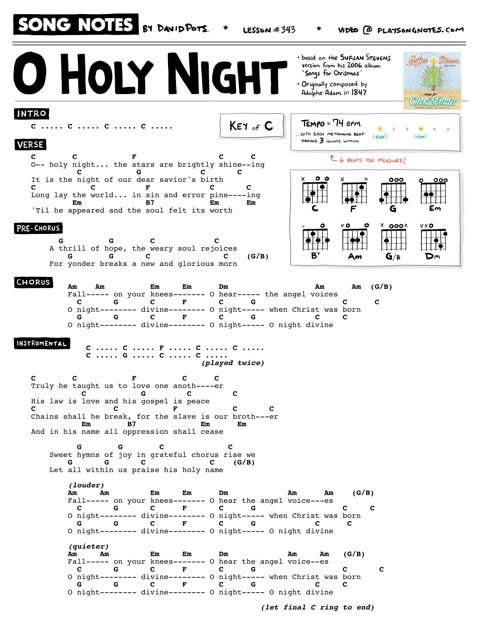 SONG NOTES BY DAVID POTS. ★ LESSON #343 ★ VIDEO @ PLAYSONGNOTES.COM
O HOLY NIGHT
• based on the SUFJAN STEVENS
version from his 2006 album
"Songs for Christmas"
• Originally composed by
Adolphe Adam in 1847
INTRO
C ..... C ..... C ..... C .....
KEY of C
TEMPO = 74 BPM
...WITH EACH METRONOME BEAT
HAVING 3 COUNTS WITHIN.
6 BEATS PER MEASURE!
VERSE
C C F C C
O-- holy night... the stars are brightly shine--ing
C G C C
It is the night of our dear savior's birth
C C F C C
Long lay the world... in sin and error pine----ing
Em B7 Em Em
'Til he appeared and the soul felt its worth
C F G Em
B7 Am G/B Dm
PRE-CHORUS
G G C C
A thrill of hope, the weary soul rejoices
G G C C (G/B)
For yonder breaks a new and glorious morn
CHORUS
Am Am Em Em Dm Am Am (G/B)
Fall----- on your knees------- O hear----- the angel voices
C G C F C G C C
O night----- divine-------- O night----- when Christ was born
C G C F C G C C
O night----- divine-------- O night----- O night divine
INSTRUMENTAL
C ..... C ..... F ..... C ..... C .....
C ..... G ..... C ..... C .....
(played twice)
C C F C C
Truly he taught us to love one anoth----er
C G C C
His law is love and his gospel is peace
C C F C C
Chains shall he break, for the slave is our broth---er
Em B7 Em Em
And in his name all oppression shall cease
G G C C
Sweet hymns of joy in grateful chorus rise we
G G C C (G/B)
Let all within us praise his holy name
(louder)
Am Am Em Em Dm Am Am (G/B)
Fall----- on your knees------- O hear the angel voice---es
C G C F C G C C
O night----- divine-------- O night----- when Christ was born
C G C F C G C C
O night----- divine-------- O night----- O night divine
(quieter)
Am Am Em Em Dm Am Am (G/B)
Fall----- on your knees------- O hear the angel voice--es
C G C F C G C C
O night----- divine-------- O night----- when Christ was born
C G C F C G C C
O night----- divine-------- O night----- O night divine
(let final C ring to end)